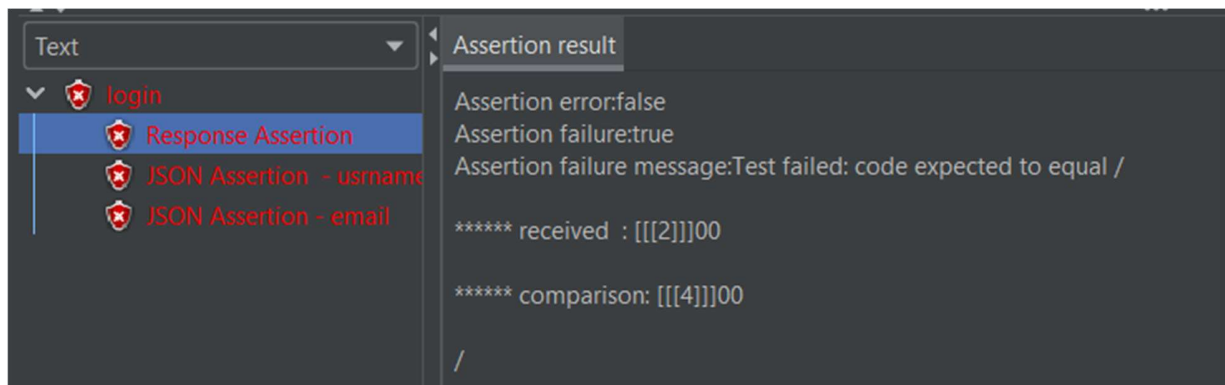 Text
login
Response Assertion
JSON Assertion - usrname
JSON Assertion - email
Assertion result
Assertion error:false
Assertion failure:true
Assertion failure message:Test failed: code expected to equal /
****** received  : [[[2]]]00
****** comparison: [[[4]]]00
/